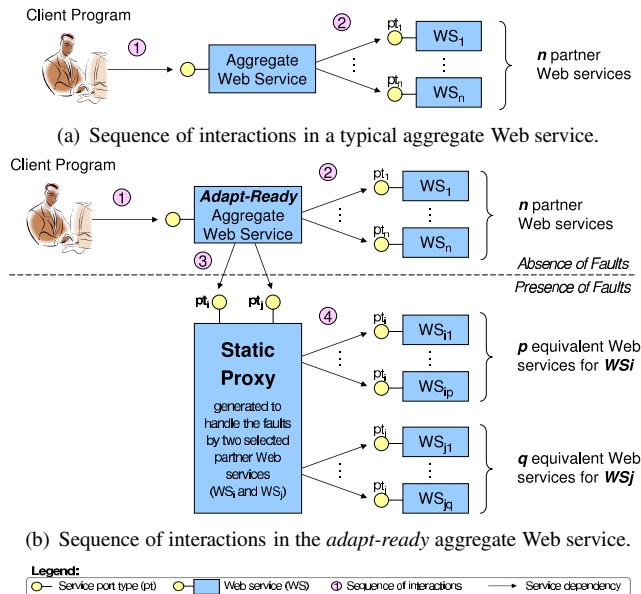 Client Program
1
Aggregate
Web Service
2
pt1
WS1
ptn
WSn
n partner
Web services
(a) Sequence of interactions in a typical aggregate Web service.
Client Program
1
Adapt-Ready
Aggregate
Web Service
2
pt1
WS1
ptn
WSn
n partner
Web services
3
Absence of Faults
Presence of Faults
pti
ptj
4
Static
Proxy
generated to
handle the faults
by two selected
partner Web
services
(WSi and WSj)
pti
WSi1
pti
WSip
p equivalent Web
services for WSi
ptj
WSj1
ptj
WSjq
q equivalent Web
services for WSj
(b) Sequence of interactions in the adapt-ready aggregate Web service.
Legend:
Service port type (pt)
Web service (WS)
1
Sequence of interactions
Service dependency